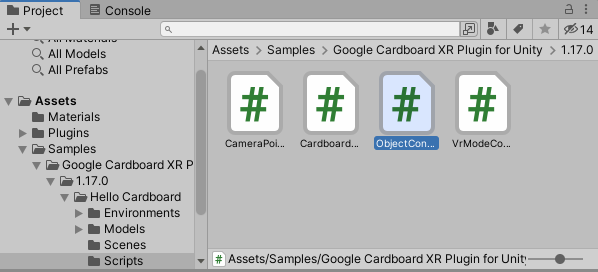 Project
Console
14
All Materials
All Models
All Prefabs
Assets
Materials
Plugins
Samples
Google Cardboard XR P
1.17.0
Hello Cardboard
Environments
Models
Scenes
Scripts
Assets > Samples > Google Cardboard XR Plugin for Unity > 1.17.0
# # # #
CameraPoi... Cardboard... ObjectCon... VrModeCo...
# Assets/Samples/Google Cardboard XR Plugin for Unity